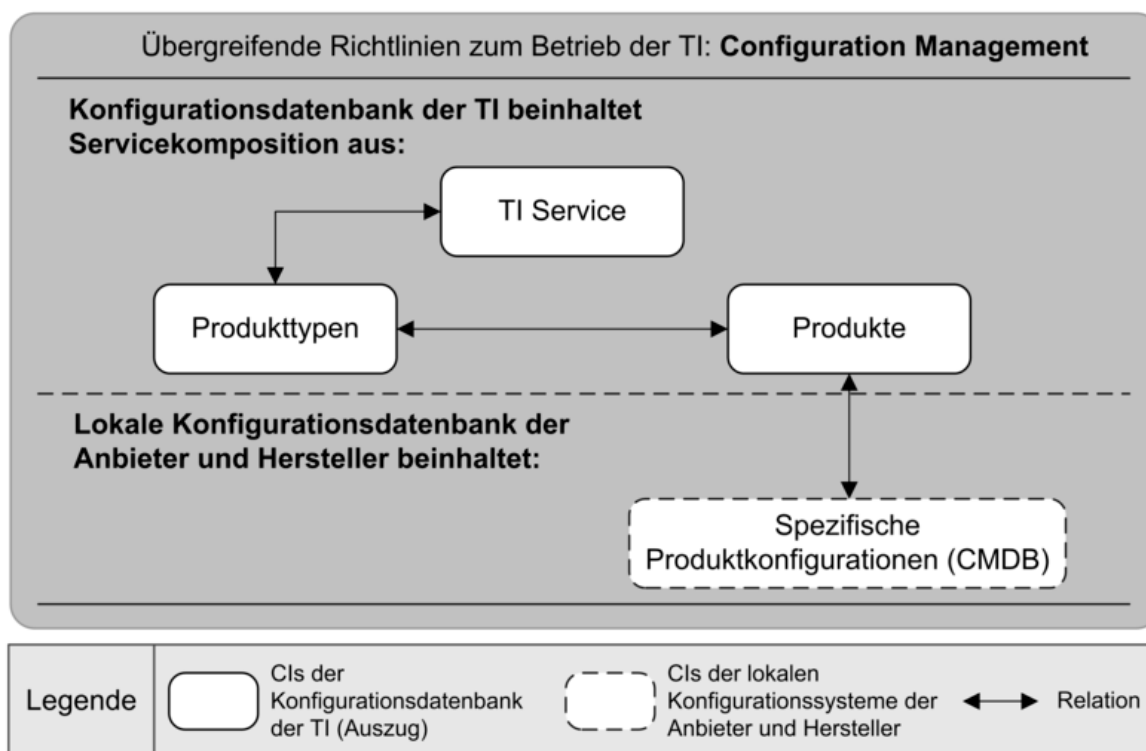 Übergreifende Richtlinien zum Betrieb der TI: Configuration Management
Konfigurationsdatenbank der TI beinhaltet
Servicekomposition aus:
TI Service
Produkttypen
Produkte
Lokale Konfigurationsdatenbank der
Anbieter und Hersteller beinhaltet:
Spezifische
Produktkonfigurationen (CMDB)
Legende
CIs der
Konfigurationsdatenbank
der TI (Auszug)
CIs der lokalen
Konfigurationssysteme der
Anbieter und Hersteller
Relation